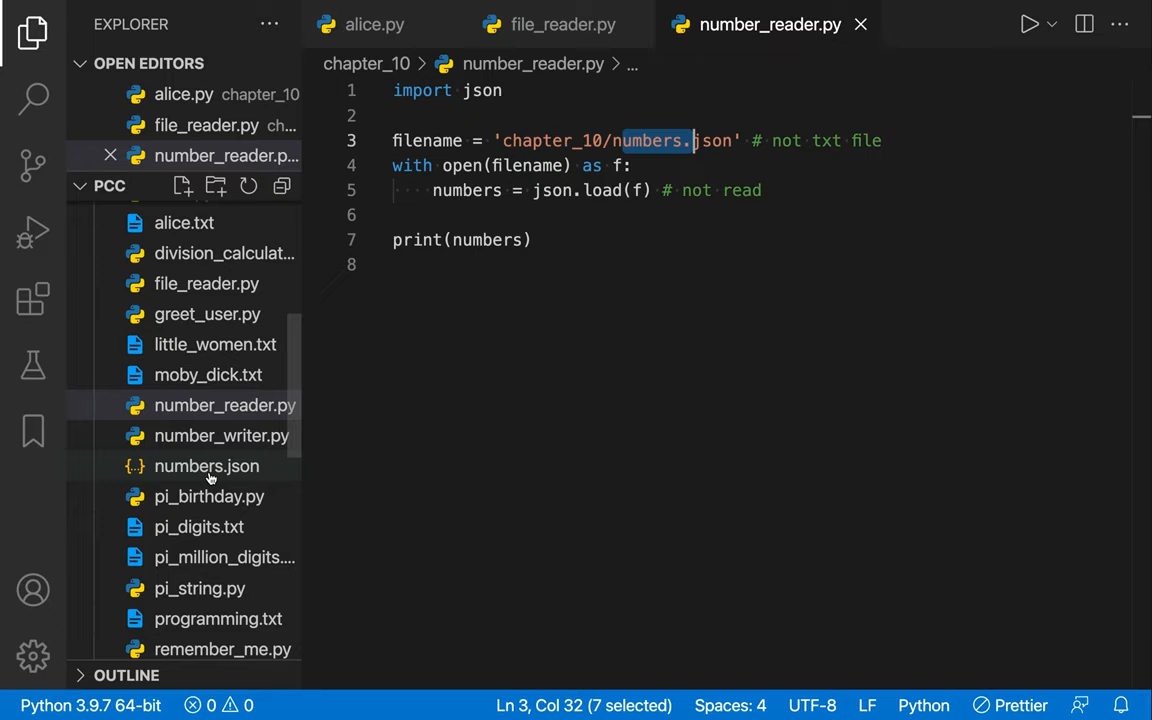 EXPLORER ...
OPEN EDITORS
alice.py chapter_10
file_reader.py ch...
number_reader.p...
PCC
alice.txt
division_calculat...
file_reader.py
greet_user.py
little_women.txt
moby_dick.txt
number_reader.py
number_writer.py
{..} numbers.json
pi_birthday.py
pi_digits.txt
pi_million_digits....
pi_string.py
programming.txt
remember_me.py
OUTLINE
alice.py file_reader.py number_reader.py
chapter_10 > number_reader.py > ...
1 import json
2
3 filename = 'chapter_10/numbers.json' # not txt file
4 with open(filename) as f:
5 numbers = json.load(f) # not read
6
7 print(numbers)
8
Python 3.9.7 64-bit 0 0 Ln 3, Col 32 (7 selected) Spaces: 4 UTF-8 LF Python Prettier